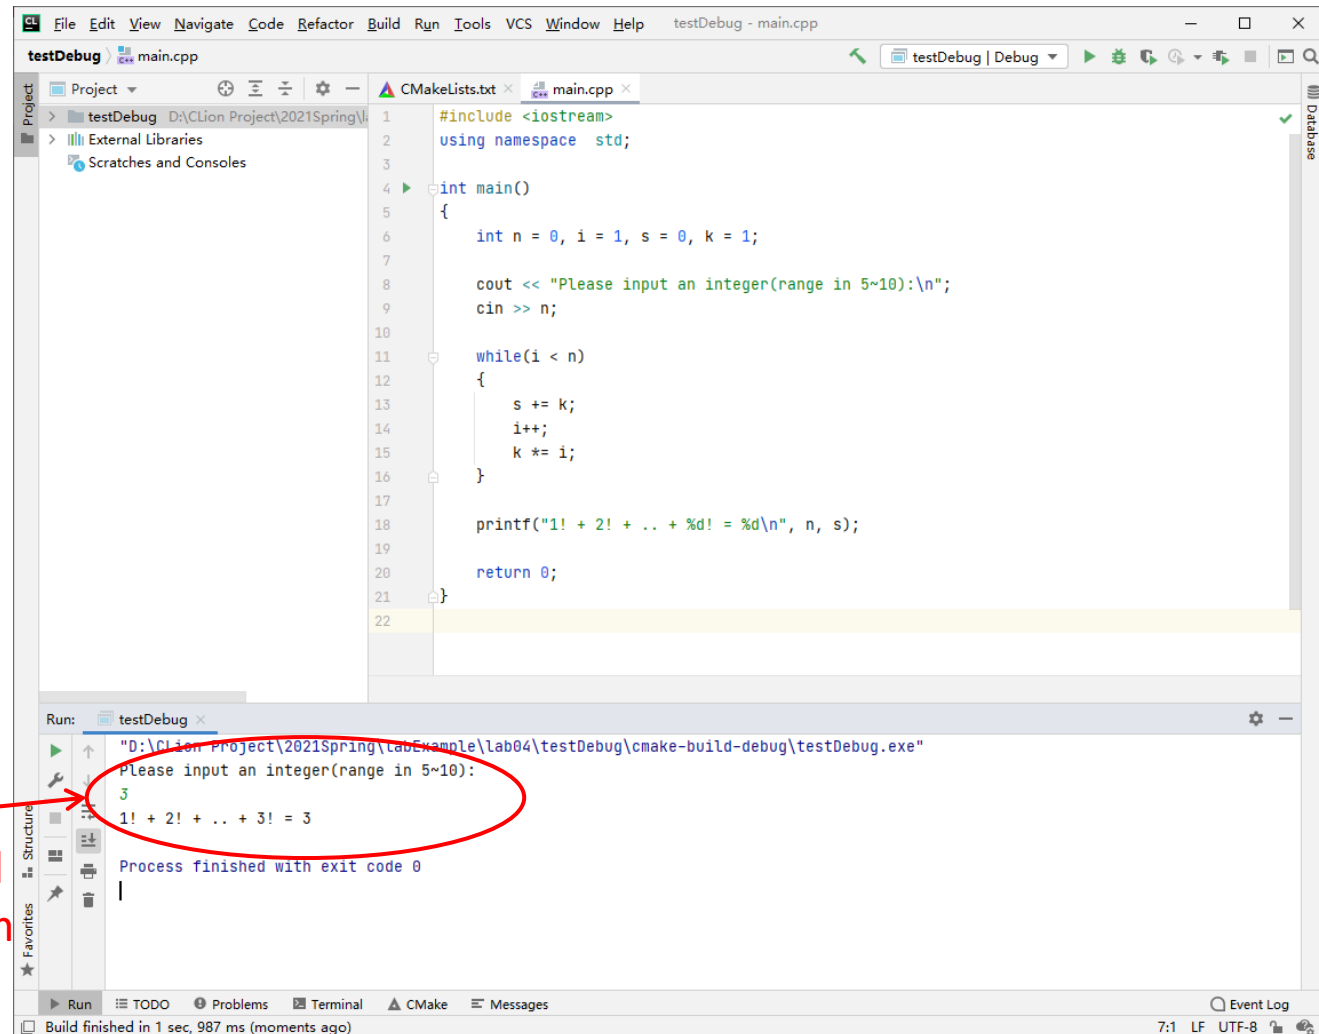 CL File Edit View Navigate Code Refactor Build Run Tools VCS Window Help testDebug - main.cpp
testDebug main.cpp testDebug | Debug
Project
Project
CMakeLists.txt main.cpp
Database
testDebug D:\CLion Project\2021Spring\l
External Libraries
Scratches and Consoles
1 #include <iostream>
2 using namespace  std;
3
4 int main()
5 {
6     int n = 0, i = 1, s = 0, k = 1;
7
8     cout << "Please input an integer(range in 5~10):\n";
9     cin >> n;
10
11     while(i < n)
12     {
13         s += k;
14         i++;
15         k *= i;
16     }
17
18     printf("1! + 2! + .. + %d! = %d\n", n, s);
19
20     return 0;
21 }
22
Run: testDebug
"D:\CLion Project\2021Spring\labExample\lab04\testDebug\cmake-build-debug\testDebug.exe"
Please input an integer(range in 5~10):
3
1! + 2! + .. + 3! = 3
Process finished with exit code 0
Structure
Favorites
Run TODO Problems Terminal CMake Messages Event Log
Build finished in 1 sec, 987 ms (moments ago) 7:1 LF UTF-8